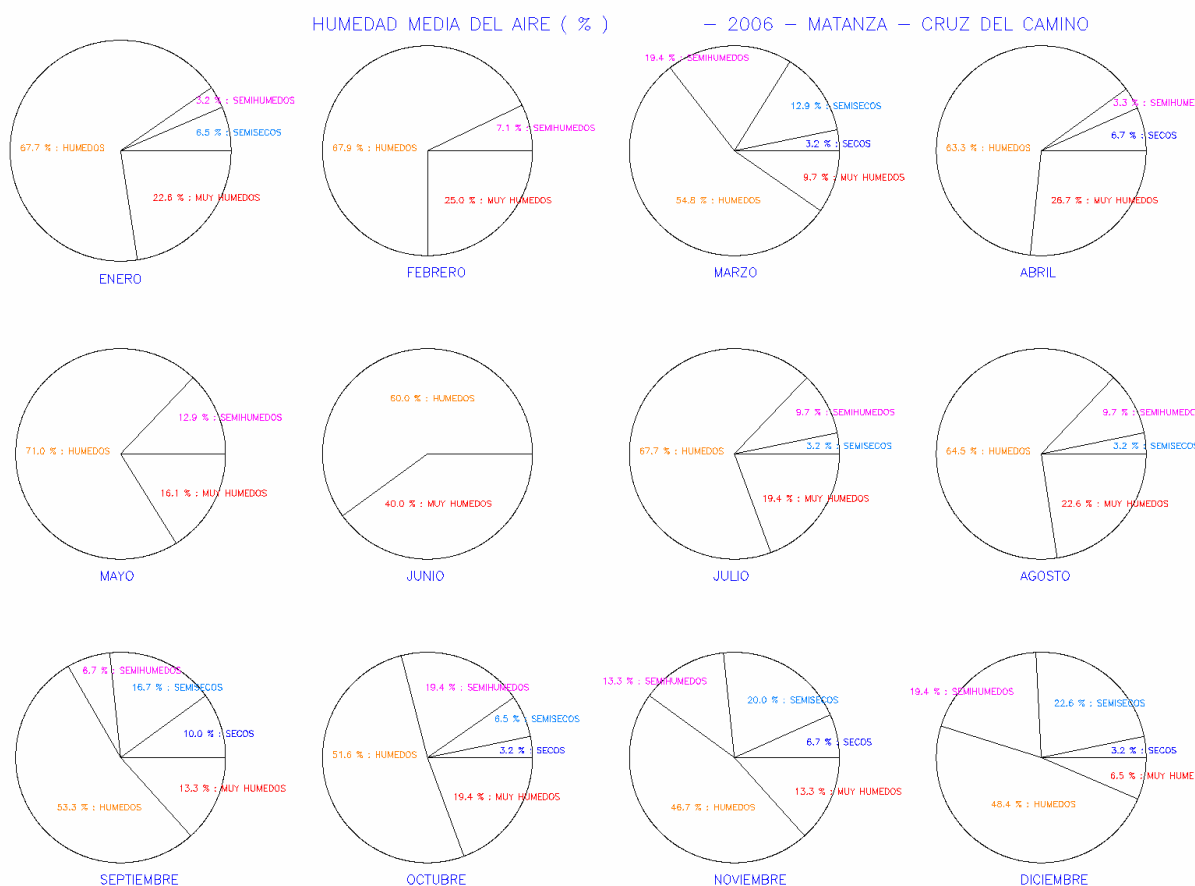 HUMEDAD MEDIA DEL AIRE ( % ) – 2006 – MATANZA – CRUZ DEL CAMINO
3.2 % : SEMIHUMEDOS
6.5 % : SEMISECOS
67.7 % : HUMEDOS
22.6 % : MUY HUMEDOS
ENERO
7.1 % : SEMIHUMEDOS
67.9 % : HUMEDOS
25.0 % : MUY HUMEDOS
FEBRERO
19.4 % : SEMIHUMEDOS
12.9 % : SEMISECOS
3.2 % : SECOS
9.7 % : MUY HUMEDOS
54.8 % : HUMEDOS
MARZO
3.3 % : SEMIHUME
6.7 % : SECOS
63.3 % : HUMEDOS
26.7 % : MUY HUMEDOS
ABRIL
12.9 % : SEMIHUMEDOS
71.0 % : HUMEDOS
16.1 % : MUY HUMEDOS
MAYO
60.0 % : HUMEDOS
40.0 % : MUY HUMEDOS
JUNIO
9.7 % : SEMIHUMEDOS
3.2 % : SEMISECOS
67.7 % : HUMEDOS
19.4 % : MUY HUMEDOS
JULIO
9.7 % : SEMIHUMEDOS
3.2 % : SEMISECOS
64.5 % : HUMEDOS
22.6 % : MUY HUMEDOS
AGOSTO
6.7 % : SEMIHUMEDOS
16.7 % : SEMISECOS
10.0 % : SECOS
13.3 % : MUY HUMEDOS
53.3 % : HUMEDOS
SEPTIEMBRE
19.4 % : SEMIHUMEDOS
6.5 % : SEMISECOS
3.2 % : SECOS
51.6 % : HUMEDOS
19.4 % : MUY HUMEDOS
OCTUBRE
13.3 % : SEMIHUMEDOS
20.0 % : SEMISECOS
6.7 % : SECOS
13.3 % : MUY HUMEDOS
46.7 % : HUMEDOS
NOVIEMBRE
19.4 % : SEMIHUMEDOS
22.6 % : SEMISECOS
3.2 % : SECOS
6.5 % : MUY HUME
48.4 % : HUMEDOS
DICIEMBRE